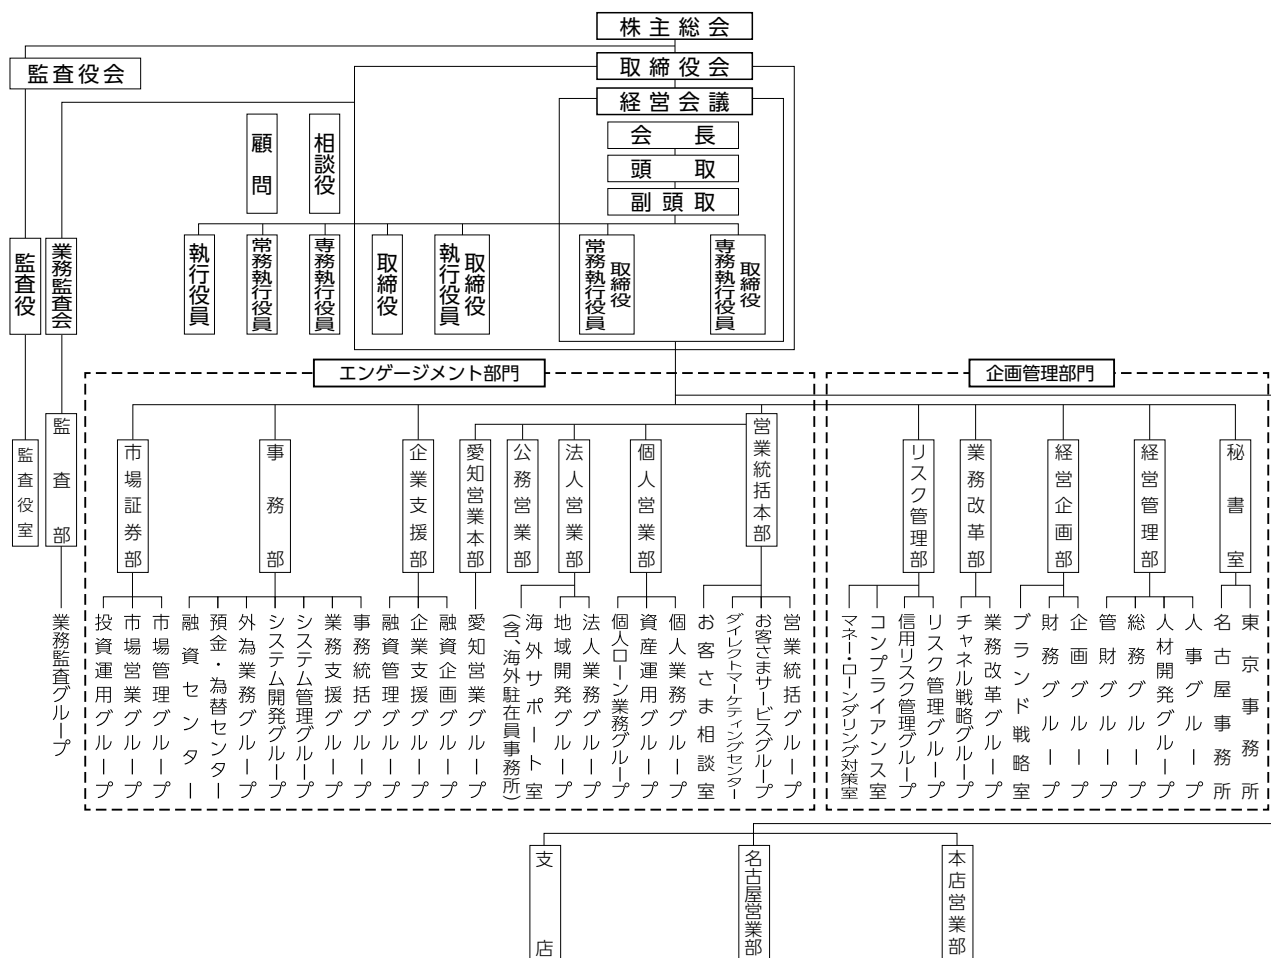 株主総会
監査役会
取締役会
経営会議
会長
頭取
副頭取
顧問
相談役
監査役
業務監査会
執行役員
常務執行役員
専務執行役員
取締役
取締役
執行役員
取締役
常務執行役員
取締役
専務執行役員
エンゲージメント部門
企画管理部門
監査役室
監査部
市場証券部
事務部
企業支援部
愛知営業本部
公務営業部
法人営業部
個人営業部
営業統括本部
リスク管理部
業務改革部
経営企画部
経営管理部
秘書室
業務監査グループ
投資運用グループ
市場営業グループ
市場管理グループ
融資センター
預金・為替センター
外為業務グループ
システム開発グループ
システム管理グループ
業務支援グループ
事務統括グループ
融資管理グループ
企業支援グループ
融資企画グループ
愛知営業グループ
海外サポート室
(含、海外駐在員事務所)
地域開発グループ
法人業務グループ
個人ローン業務グループ
資産運用グループ
個人業務グループ
お客さま相談室
ダイレクトマーケティングセンター
お客さまサービスグループ
営業統括グループ
マネー・ローンダリング対策室
コンプライアンス室
信用リスク管理グループ
リスク管理グループ
チャネル戦略グループ
業務改革グループ
ブランド戦略室
財務グループ
企画グループ
管財グループ
総務グループ
人材開発グループ
人事グループ
名古屋事務所
東京事務所
支店
名古屋営業部
本店営業部